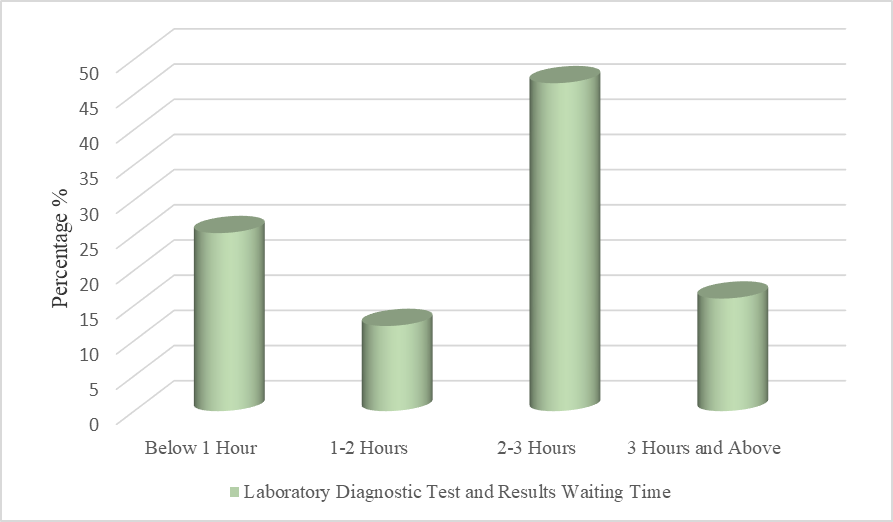 50
45
40
35
30
25
20
15
10
5
0
Percentage %
Below 1 Hour
1-2 Hours
2-3 Hours
3 Hours and Above
Laboratory Diagnostic Test and Results Waiting Time